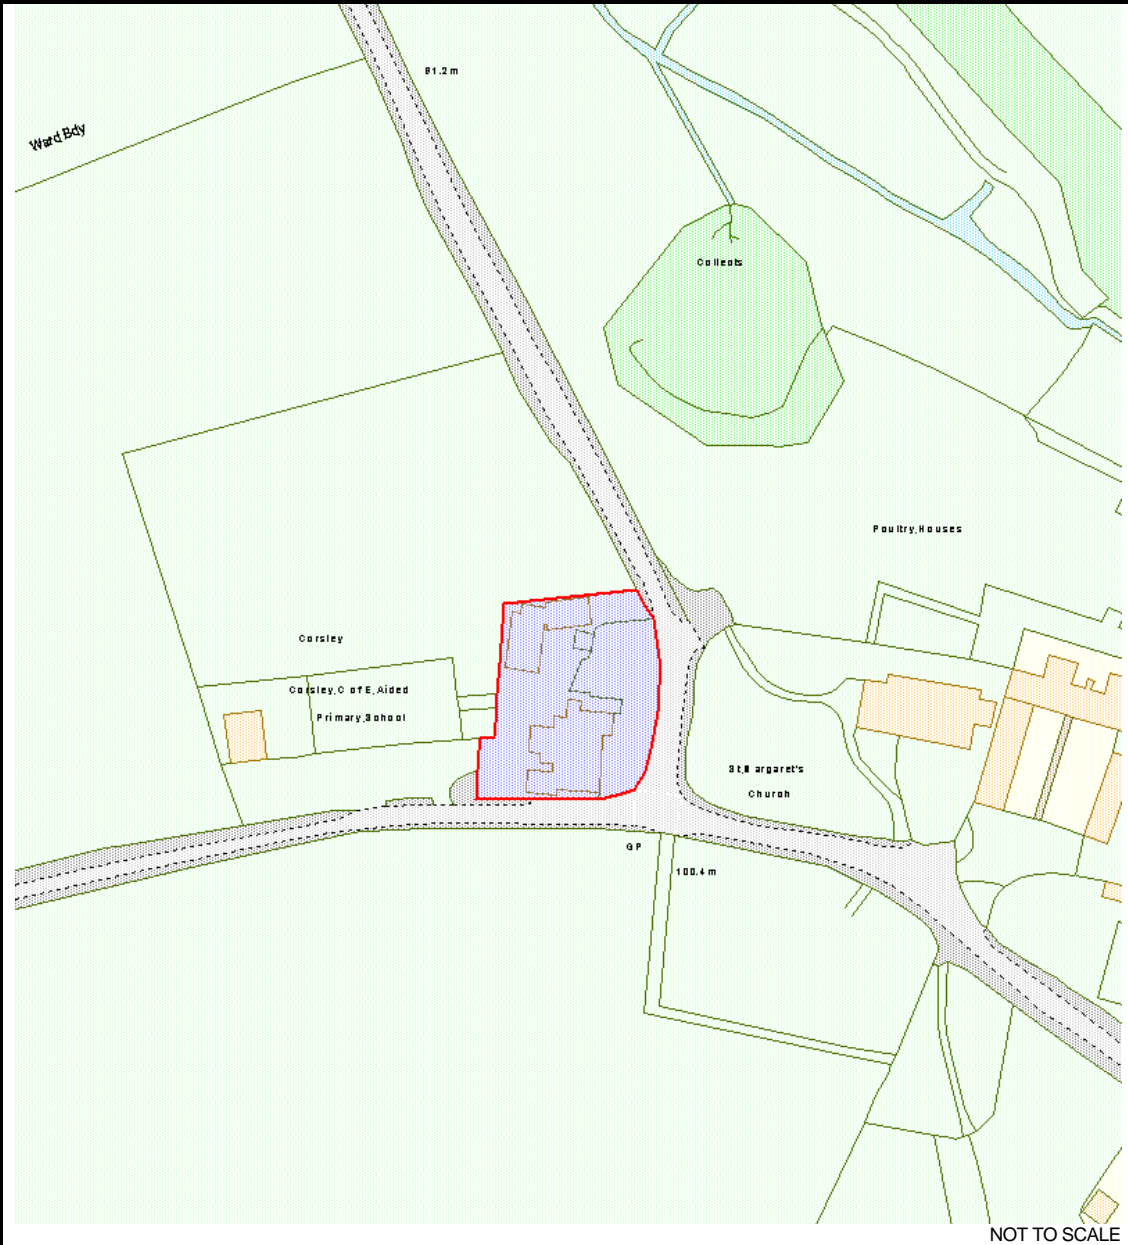 91.2m
Ward Bdy
Collects
Poultry Houses
Corsley
Corsley C of E Aided
Primary School
St Margaret's
Church
GP
100.4m
NOT TO SCALE